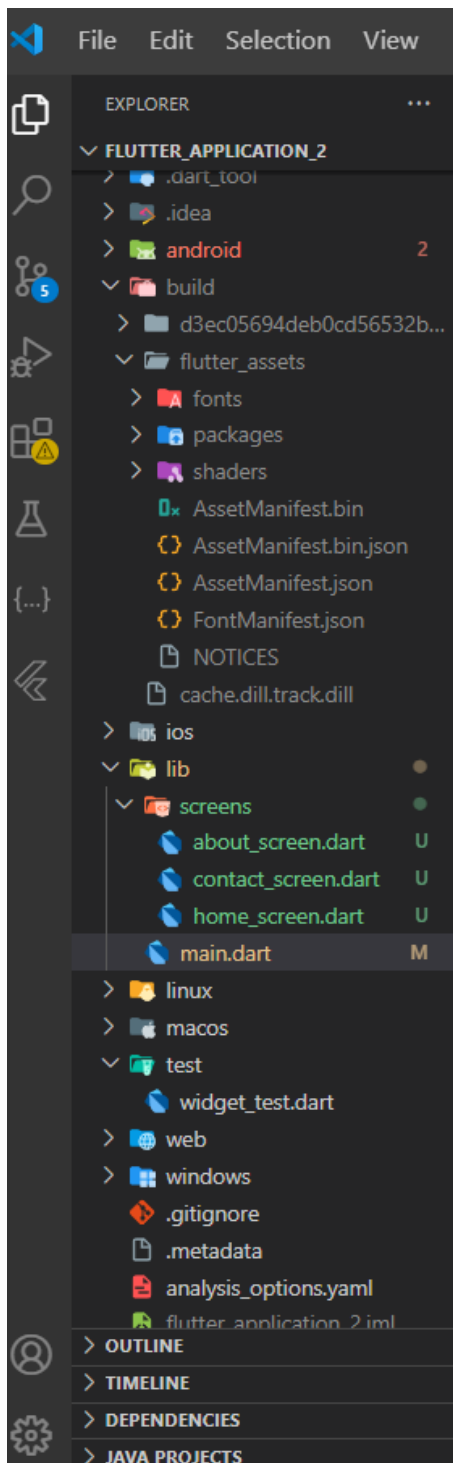 File Edit Selection View
EXPLORER ...
FLUTTER_APPLICATION_2
.dart_tool
.idea
android 2
build
d3ec05694deb0cd56532b...
flutter_assets
fonts
packages
shaders
AssetManifest.bin
AssetManifest.bin.json
AssetManifest.json
FontManifest.json
NOTICES
cache.dill.track.dill
ios
lib
screens
about_screen.dart U
contact_screen.dart U
home_screen.dart U
main.dart M
linux
macos
test
widget_test.dart
web
windows
.gitignore
.metadata
analysis_options.yaml
flutter_application_2.iml
OUTLINE
TIMELINE
DEPENDENCIES
JAVA PROJECTS
5
{...}